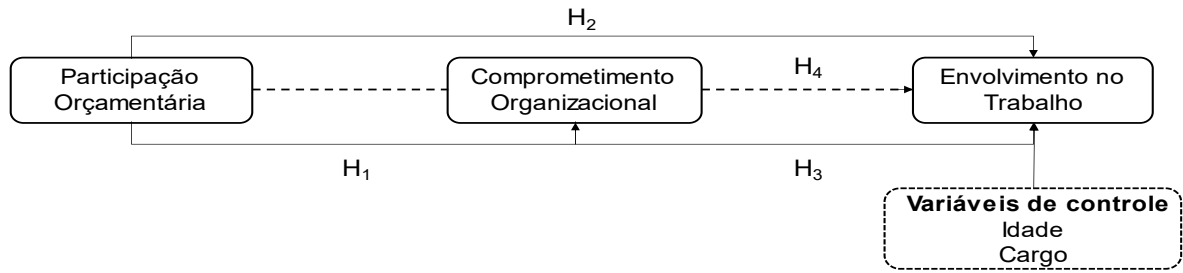 H₂
Participação
Orçamentária
Comprometimento
Organizacional
H₄
Envolvimento no
Trabalho
H₁
H₃
Variáveis de controle
Idade
Cargo